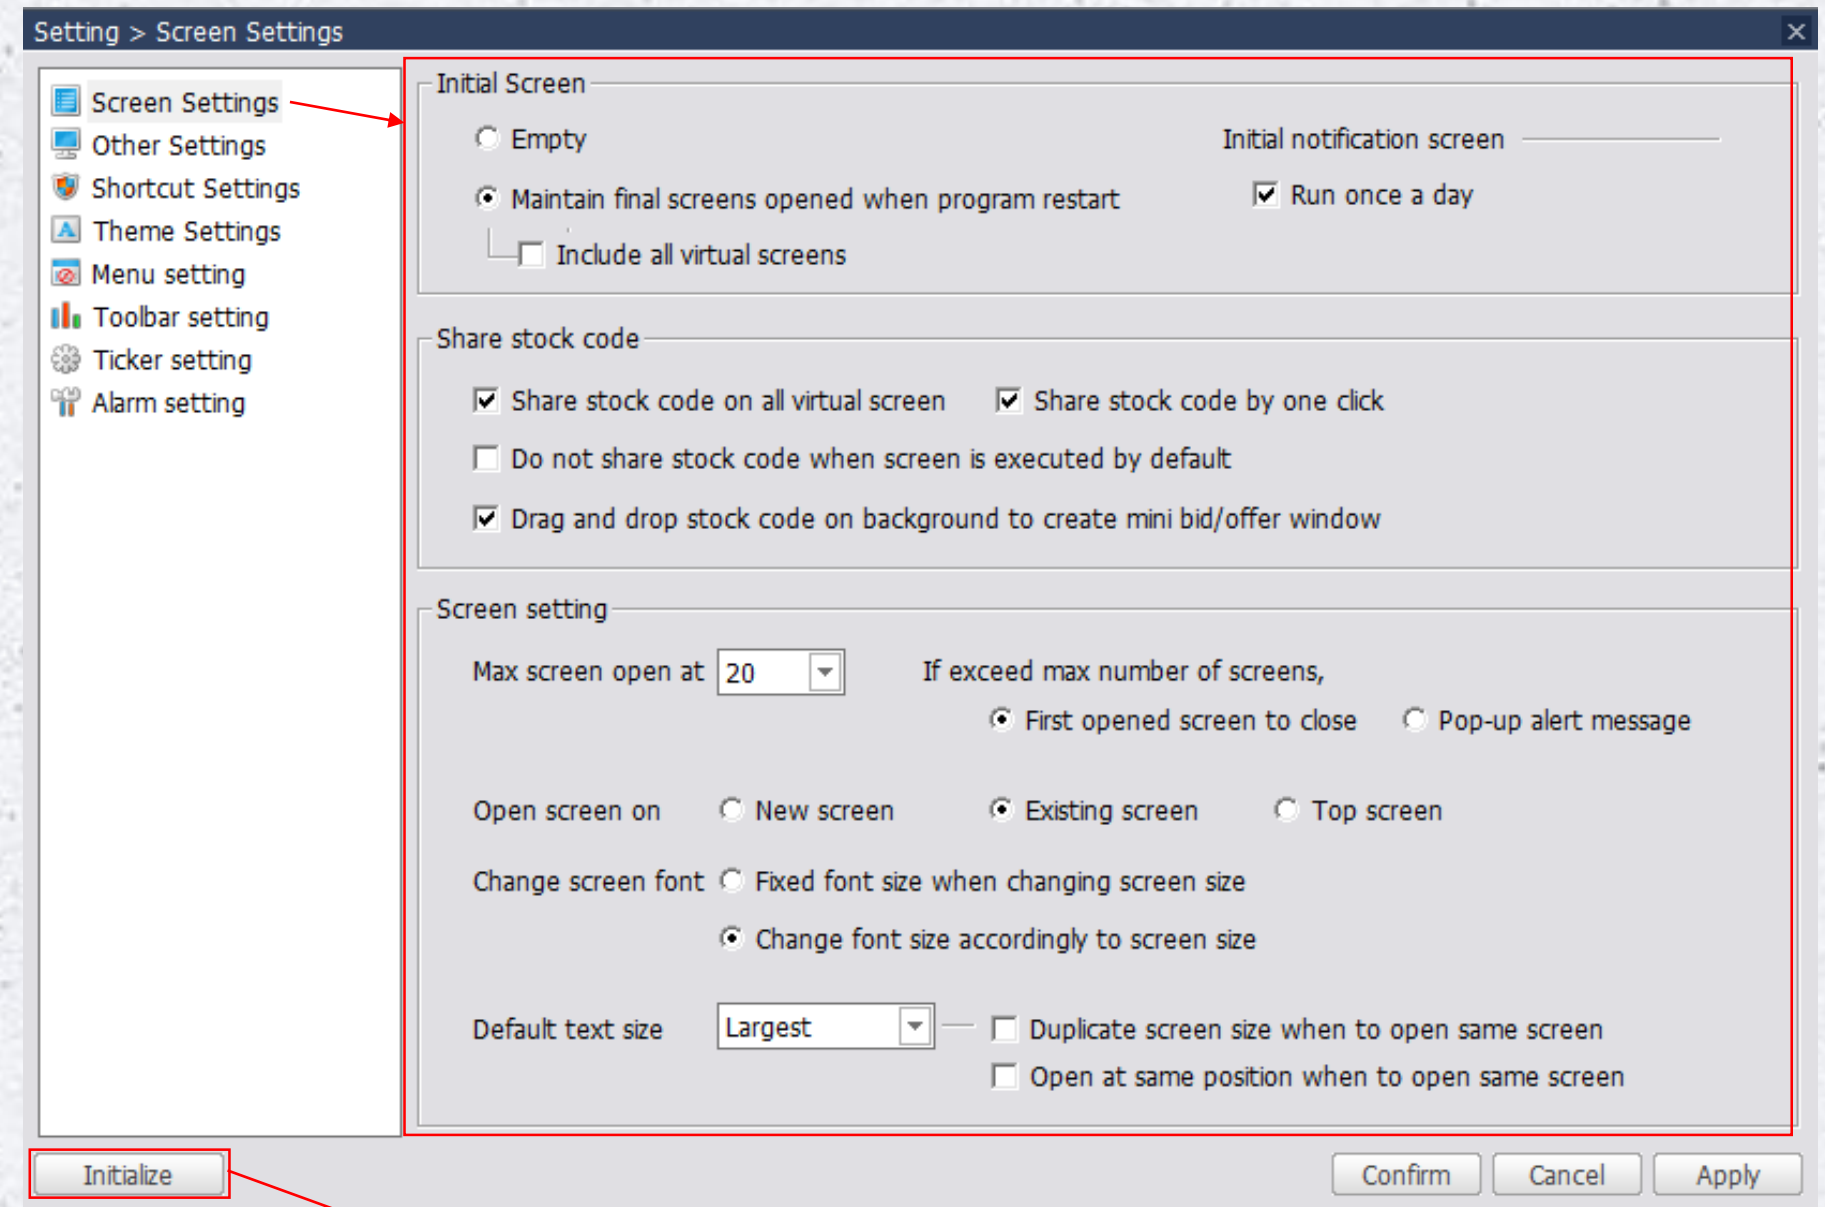 Setting > Screen Settings
Screen Settings
Other Settings
Shortcut Settings
Theme Settings
Menu setting
Toolbar setting
Ticker setting
Alarm setting
Initial Screen
Empty
Initial notification screen
Maintain final screens opened when program restart
Run once a day
Include all virtual screens
Share stock code
Share stock code on all virtual screen
Share stock code by one click
Do not share stock code when screen is executed by default
Drag and drop stock code on background to create mini bid/offer window
Screen setting
Max screen open at 20
If exceed max number of screens,
First opened screen to close
Pop-up alert message
Open screen on
New screen
Existing screen
Top screen
Change screen font
Fixed font size when changing screen size
Change font size accordingly to screen size
Default text size
Largest
Duplicate screen size when to open same screen
Open at same position when to open same screen
Initialize
Confirm
Cancel
Apply